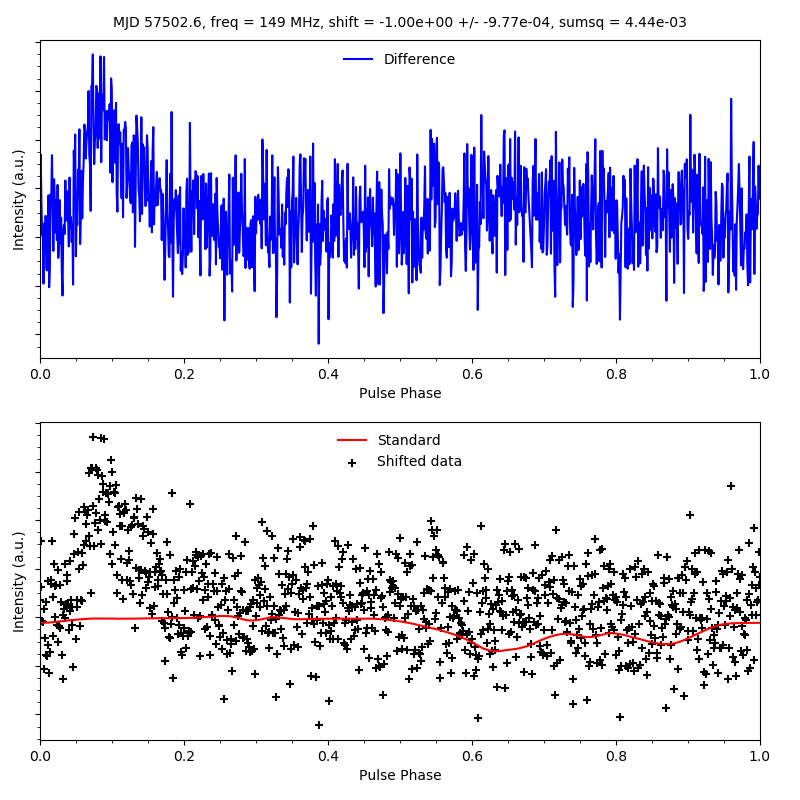 MJD 57502.6, freq = 149 MHz, shift = -1.00e+00 +/- -9.77e-04, sumsq = 4.44e-03
Difference
Intensity (a.u.)
0.0 0.2 0.4 0.6 0.8 1.0
Pulse Phase
Standard
Shifted data
Intensity (a.u.)
0.0 0.2 0.4 0.6 0.8 1.0
Pulse Phase